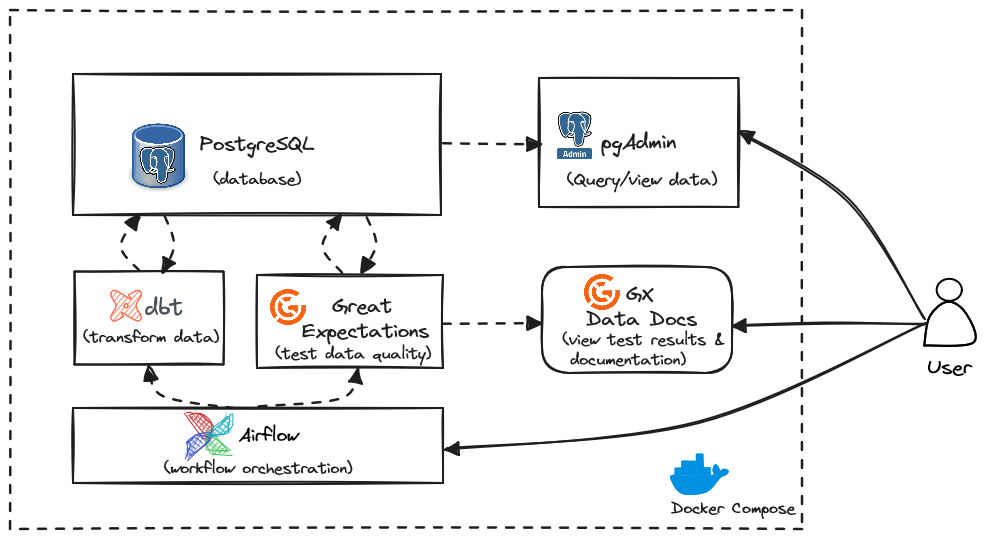 PostgreSQL
(database)
Admin
pgAdmin
(Query/view data)
dbt
(transform data)
Great
Expectations
(test data quality)
GX
Data Docs
(view test results &
documentation)
User
Airflow
(workflow orchestration)
Docker Compose